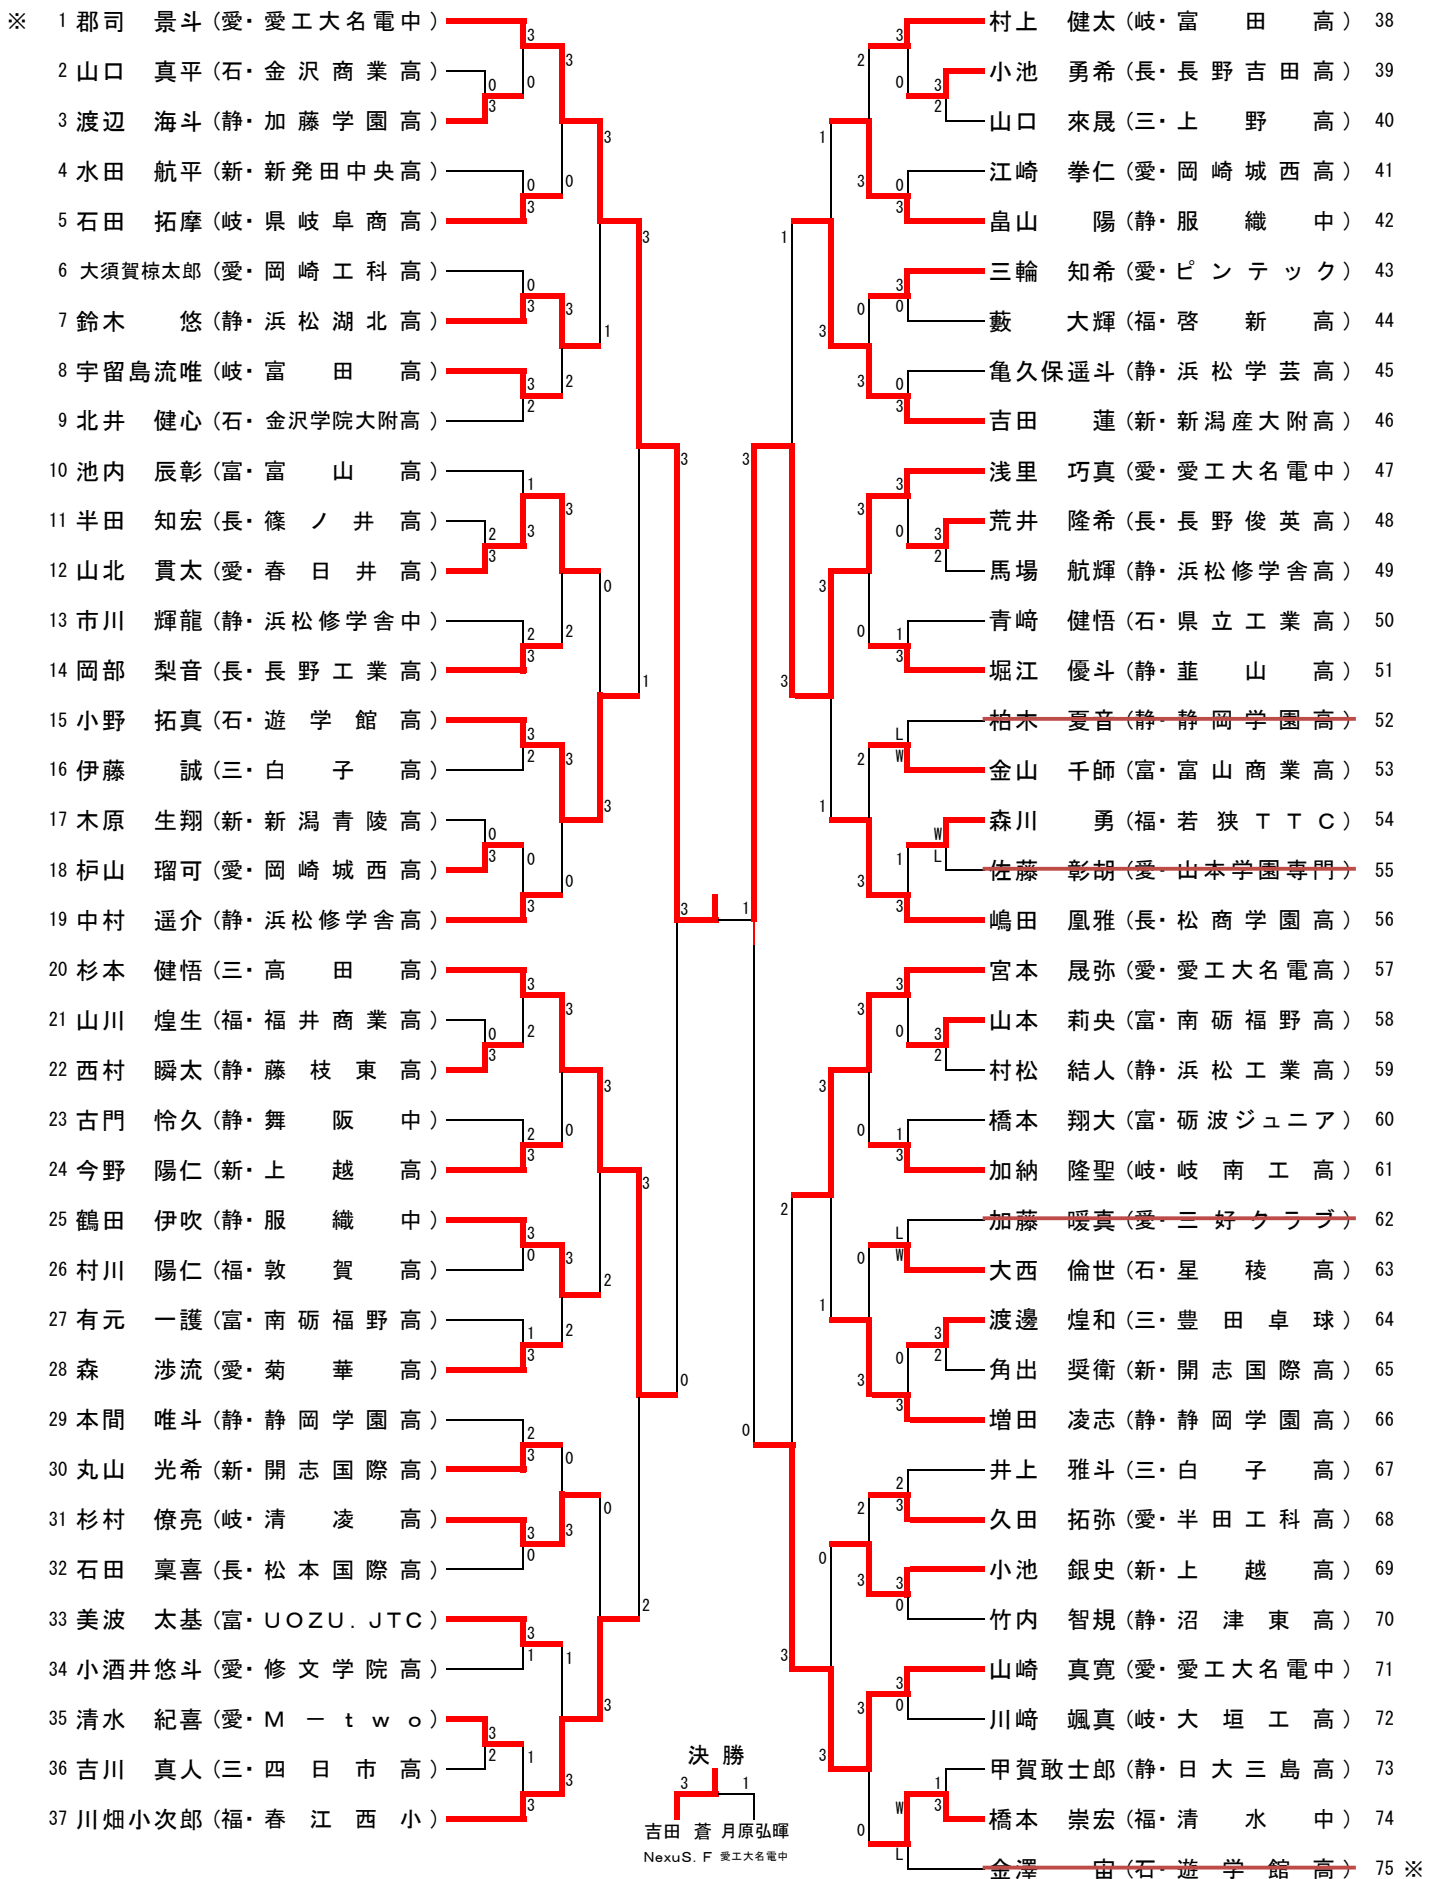 ※ 1 郡司 景斗 (愛・愛工大名電中)
2 山口 真平 (石・金沢商業高)
3 渡辺 海斗 (静・加藤学園高)
4 水田 航平 (新・新発田中央高)
5 石田 拓摩 (岐・県岐阜商高)
6 大須賀椋太郎 (愛・岡崎工科高)
7 鈴木 悠 (静・浜松湖北高)
8 宇留島流唯 (岐・富田高)
9 北井 健心 (石・金沢学院大附高)
10 池内 辰彰 (富・富山高)
11 半田 知宏 (長・篠ノ井高)
12 山北 貫太 (愛・春日井高)
13 市川 輝龍 (静・浜松修学舎中)
14 岡部 梨音 (長・長野工業高)
15 小野 拓真 (石・遊学館高)
16 伊藤 誠 (三・白子高)
17 木原 生翔 (新・新潟青陵高)
18 枦山 瑠可 (愛・岡崎城西高)
19 中村 遥介 (静・浜松修学舎高)
20 杉本 健悟 (三・高田高)
21 山川 煌生 (福・福井商業高)
22 西村 瞬太 (静・藤枝東高)
23 古門 怜久 (静・舞阪中)
24 今野 陽仁 (新・上越高)
25 鶴田 伊吹 (静・服織中)
26 村川 陽仁 (福・敦賀高)
27 有元 一護 (富・南砺福野高)
28 森 渉流 (愛・菊華高)
29 本間 唯斗 (静・静岡学園高)
30 丸山 光希 (新・開志国際高)
31 杉村 僚亮 (岐・清凌高)
32 石田 稟喜 (長・松本国際高)
33 美波 太基 (富・UOZU.JTC)
34 小酒井悠斗 (愛・修文学院高)
35 清水 紀喜 (愛・M－two)
36 吉川 真人 (三・四日市高)
37 川畑小次郎 (福・春江西小)
村上 健太 (岐・富田高) 38
小池 勇希 (長・長野吉田高) 39
山口 來晟 (三・上野高) 40
江崎 拳仁 (愛・岡崎城西高) 41
畠山 陽 (静・服織中) 42
三輪 知希 (愛・ピンテック) 43
藪 大輝 (福・啓新高) 44
亀久保遥斗 (静・浜松学芸高) 45
吉田 蓮 (新・新潟産大附高) 46
浅里 巧真 (愛・愛工大名電中) 47
荒井 隆希 (長・長野俊英高) 48
馬場 航輝 (静・浜松修学舎高) 49
青﨑 健悟 (石・県立工業高) 50
堀江 優斗 (静・韮山高) 51
柏木 夏音 (静・静岡学園高) 52
金山 千師 (富・富山商業高) 53
森川 勇 (福・若狭TTC) 54
佐藤 彰胡 (愛・山本学園専門) 55
嶋田 凰雅 (長・松商学園高) 56
宮本 晟弥 (愛・愛工大名電高) 57
山本 莉央 (富・南砺福野高) 58
村松 結人 (静・浜松工業高) 59
橋本 翔大 (富・砺波ジュニア) 60
加納 隆聖 (岐・岐南工高) 61
加藤 暖真 (愛・三好クラブ) 62
大西 倫世 (石・星稜高) 63
渡邊 煌和 (三・豊田卓球) 64
角出 奨衛 (新・開志国際高) 65
増田 凌志 (静・静岡学園高) 66
井上 雅斗 (三・白子高) 67
久田 拓弥 (愛・半田工科高) 68
小池 銀史 (新・上越高) 69
竹内 智規 (静・沼津東高) 70
山崎 真寛 (愛・愛工大名電中) 71
川﨑 颯真 (岐・大垣工高) 72
甲賀敢士郎 (静・日大三島高) 73
橋本 崇宏 (福・清水中) 74
金澤 宙 (石・遊学館高) 75 ※
決勝
3 1
吉田 蒼 月原弘暉
NexuS.F 愛工大名電中